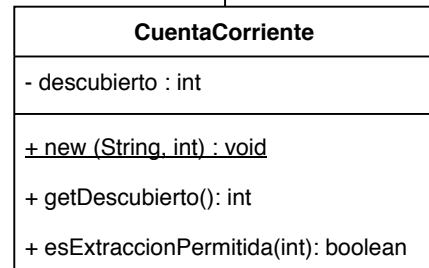 CuentaCorriente
- descubierto : int
+ new (String, int) : void
+ getDescubierto(): int
+ esExtraccionPermitida(int): boolean